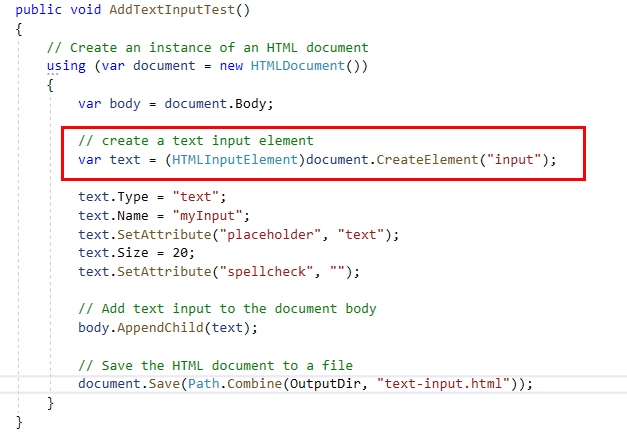 public void AddTextInputTest()
{
// Create an instance of an HTML document
using (var document = new HTMLDocument())
{
var body = document.Body;
// create a text input element
var text = (HTMLInputElement)document.CreateElement("input");
text.Type = "text";
text.Name = "myInput";
text.SetAttribute("placeholder", "text");
text.Size = 20;
text.SetAttribute("spellcheck", "");
// Add text input to the document body
body.AppendChild(text);
// Save the HTML document to a file
document.Save(Path.Combine(OutputDir, "text-input.html"));
}
}